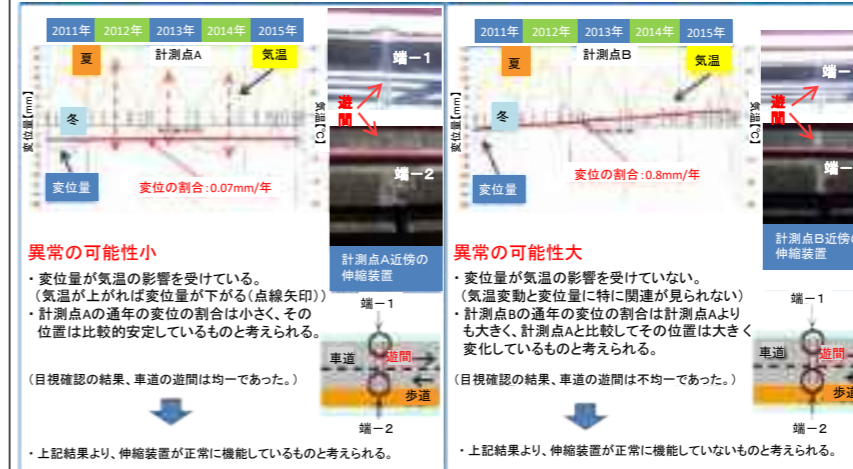 2011年 2012年 2013年 2014年 2015年
計測点A
夏
気温
冬
変位量【mm】
気温【℃】
変位量
変位の割合:0.07mm/年
端-1
遊間
端-2
計測点A近傍の
伸縮装置
異常の可能性小
・変位量が気温の影響を受けている。
(気温が上がれば変位量が下がる(点線矢印))
・計測点Aの通年の変位の割合は小さく、その
位置は比較的安定しているものと考えられる。
(目視確認の結果、車道の遊間は均一であった。)
端-1
車道
遊間
歩道
端-2
・上記結果より、伸縮装置が正常に機能しているものと考えられる。
2011年 2012年 2013年 2014年 2015年
計測点B
夏
気温
冬
変位量【mm】
気温【℃】
変位量
変位の割合:0.8mm/年
端-
遊間
端-
計測点B近傍の
伸縮装置
異常の可能性大
・変位量が気温の影響を受けていない。
(気温変動と変位量に特に関連が見られない)
・計測点Bの通年の変位の割合は計測点Aより
も大きく、計測点Aと比較してその位置は大きく
変化しているものと考えられる。
(目視確認の結果、車道の遊間は不均一であった。)
端-1
車道
遊間
歩道
端-2
・上記結果より、伸縮装置が正常に機能していないものと考えられる。